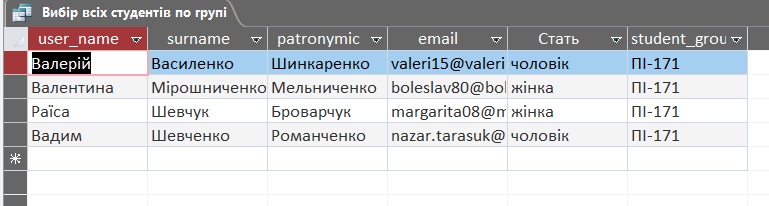 Вибір всіх студентів по групі
user_name surname patronymic email Стать student_grou
Валерій Василенко Шинкаренко valeri15@valeri чоловік ПІ-171
Валентина Мірошниченко Мельниченко boleslav80@bol жінка ПІ-171
Раїса Шевчук Броварчук margarita08@m жінка ПІ-171
Вадим Шевченко Романченко nazar.tarasuk@ чоловік ПІ-171